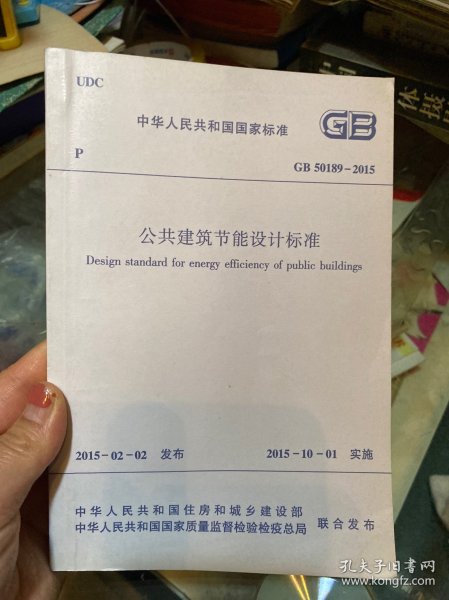 UDC
中华人民共和国国家标准
GB
P
GB 50189-2015
公共建筑节能设计标准
Design standard for energy efficiency of public buildings
2015-02-02 发布
2015-10-01 实施
中华人民共和国住房和城乡建设部
中华人民共和国国家质量监督检验检疫总局
联合发布
孔夫子旧书网
www.kongfz.com